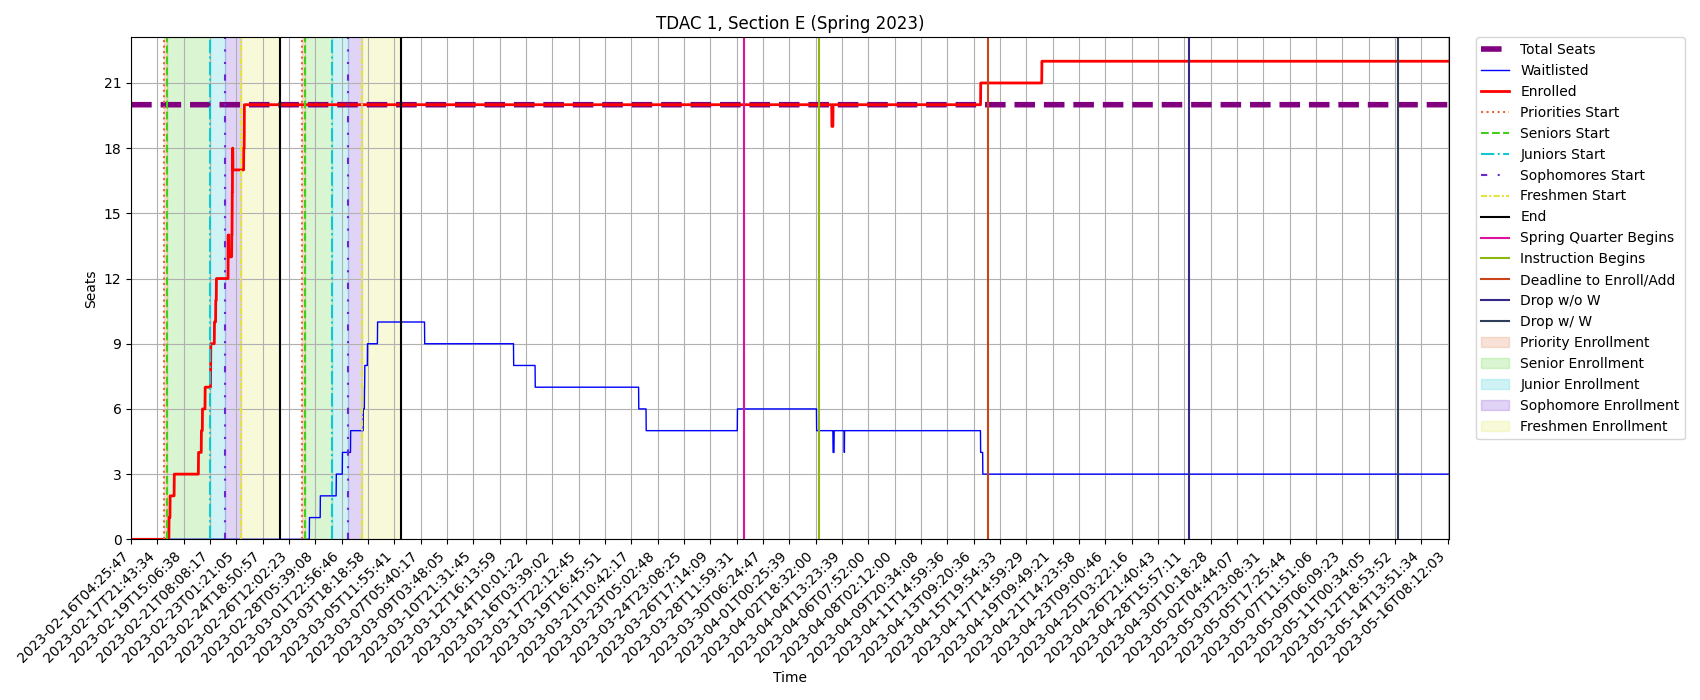 TDAC 1, Section E (Spring 2023)
Seats
21
18
15
12
9
6
3
0
2023-02-16T04:25:47
2023-02-17T21:43:34
2023-02-19T15:06:38
2023-02-21T08:08:17
2023-02-23T01:21:05
2023-02-24T18:50:57
2023-02-26T12:02:23
2023-02-28T05:39:08
2023-03-01T22:56:46
2023-03-03T18:18:58
2023-03-05T11:55:41
2023-03-07T05:40:17
2023-03-09T03:48:05
2023-03-10T21:31:45
2023-03-12T16:13:59
2023-03-14T10:01:22
2023-03-16T03:39:02
2023-03-17T22:12:45
2023-03-19T16:45:51
2023-03-21T10:42:17
2023-03-23T05:02:48
2023-03-24T23:08:25
2023-03-26T17:14:09
2023-03-28T11:59:31
2023-03-30T06:24:47
2023-04-01T00:25:39
2023-04-02T18:32:00
2023-04-04T13:23:39
2023-04-06T07:52:00
2023-04-08T02:12:00
2023-04-09T20:34:08
2023-04-11T14:59:36
2023-04-13T09:20:36
2023-04-15T19:54:33
2023-04-17T14:59:29
2023-04-19T09:49:21
2023-04-21T14:23:58
2023-04-23T09:00:46
2023-04-25T03:22:16
2023-04-26T21:40:43
2023-04-28T15:57:11
2023-04-30T10:18:28
2023-05-02T04:44:07
2023-05-03T23:08:31
2023-05-05T17:25:44
2023-05-07T11:51:06
2023-05-09T06:09:23
2023-05-11T00:34:05
2023-05-12T18:53:52
2023-05-14T13:51:34
2023-05-16T08:12:03
Time
Total Seats
Waitlisted
Enrolled
Priorities Start
Seniors Start
Juniors Start
Sophomores Start
Freshmen Start
End
Spring Quarter Begins
Instruction Begins
Deadline to Enroll/Add
Drop w/o W
Drop w/ W
Priority Enrollment
Senior Enrollment
Junior Enrollment
Sophomore Enrollment
Freshmen Enrollment